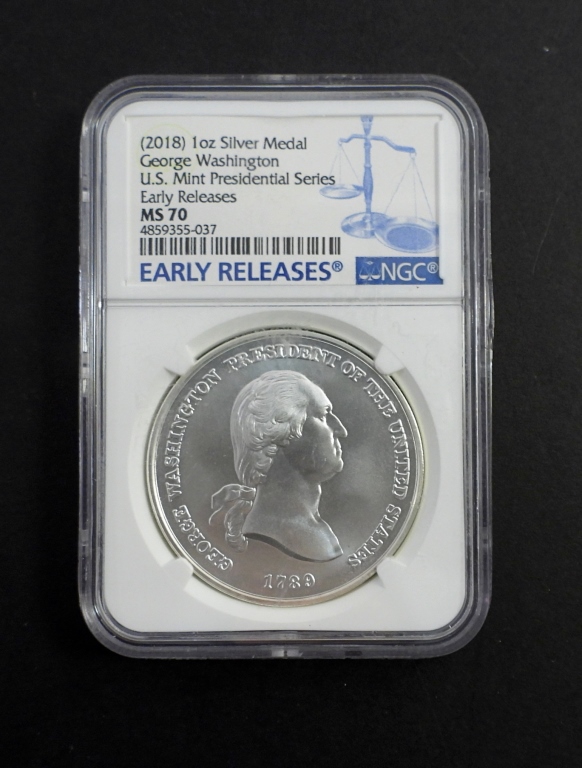 (2018) 1oz Silver Medal
George Washington
U.S. Mint Presidential Series
Early Releases
MS 70
4859355-037
EARLY RELEASES®
NGC®
GEORGE WASHINGTON PRESIDENT OF THE UNITED STATES
1789